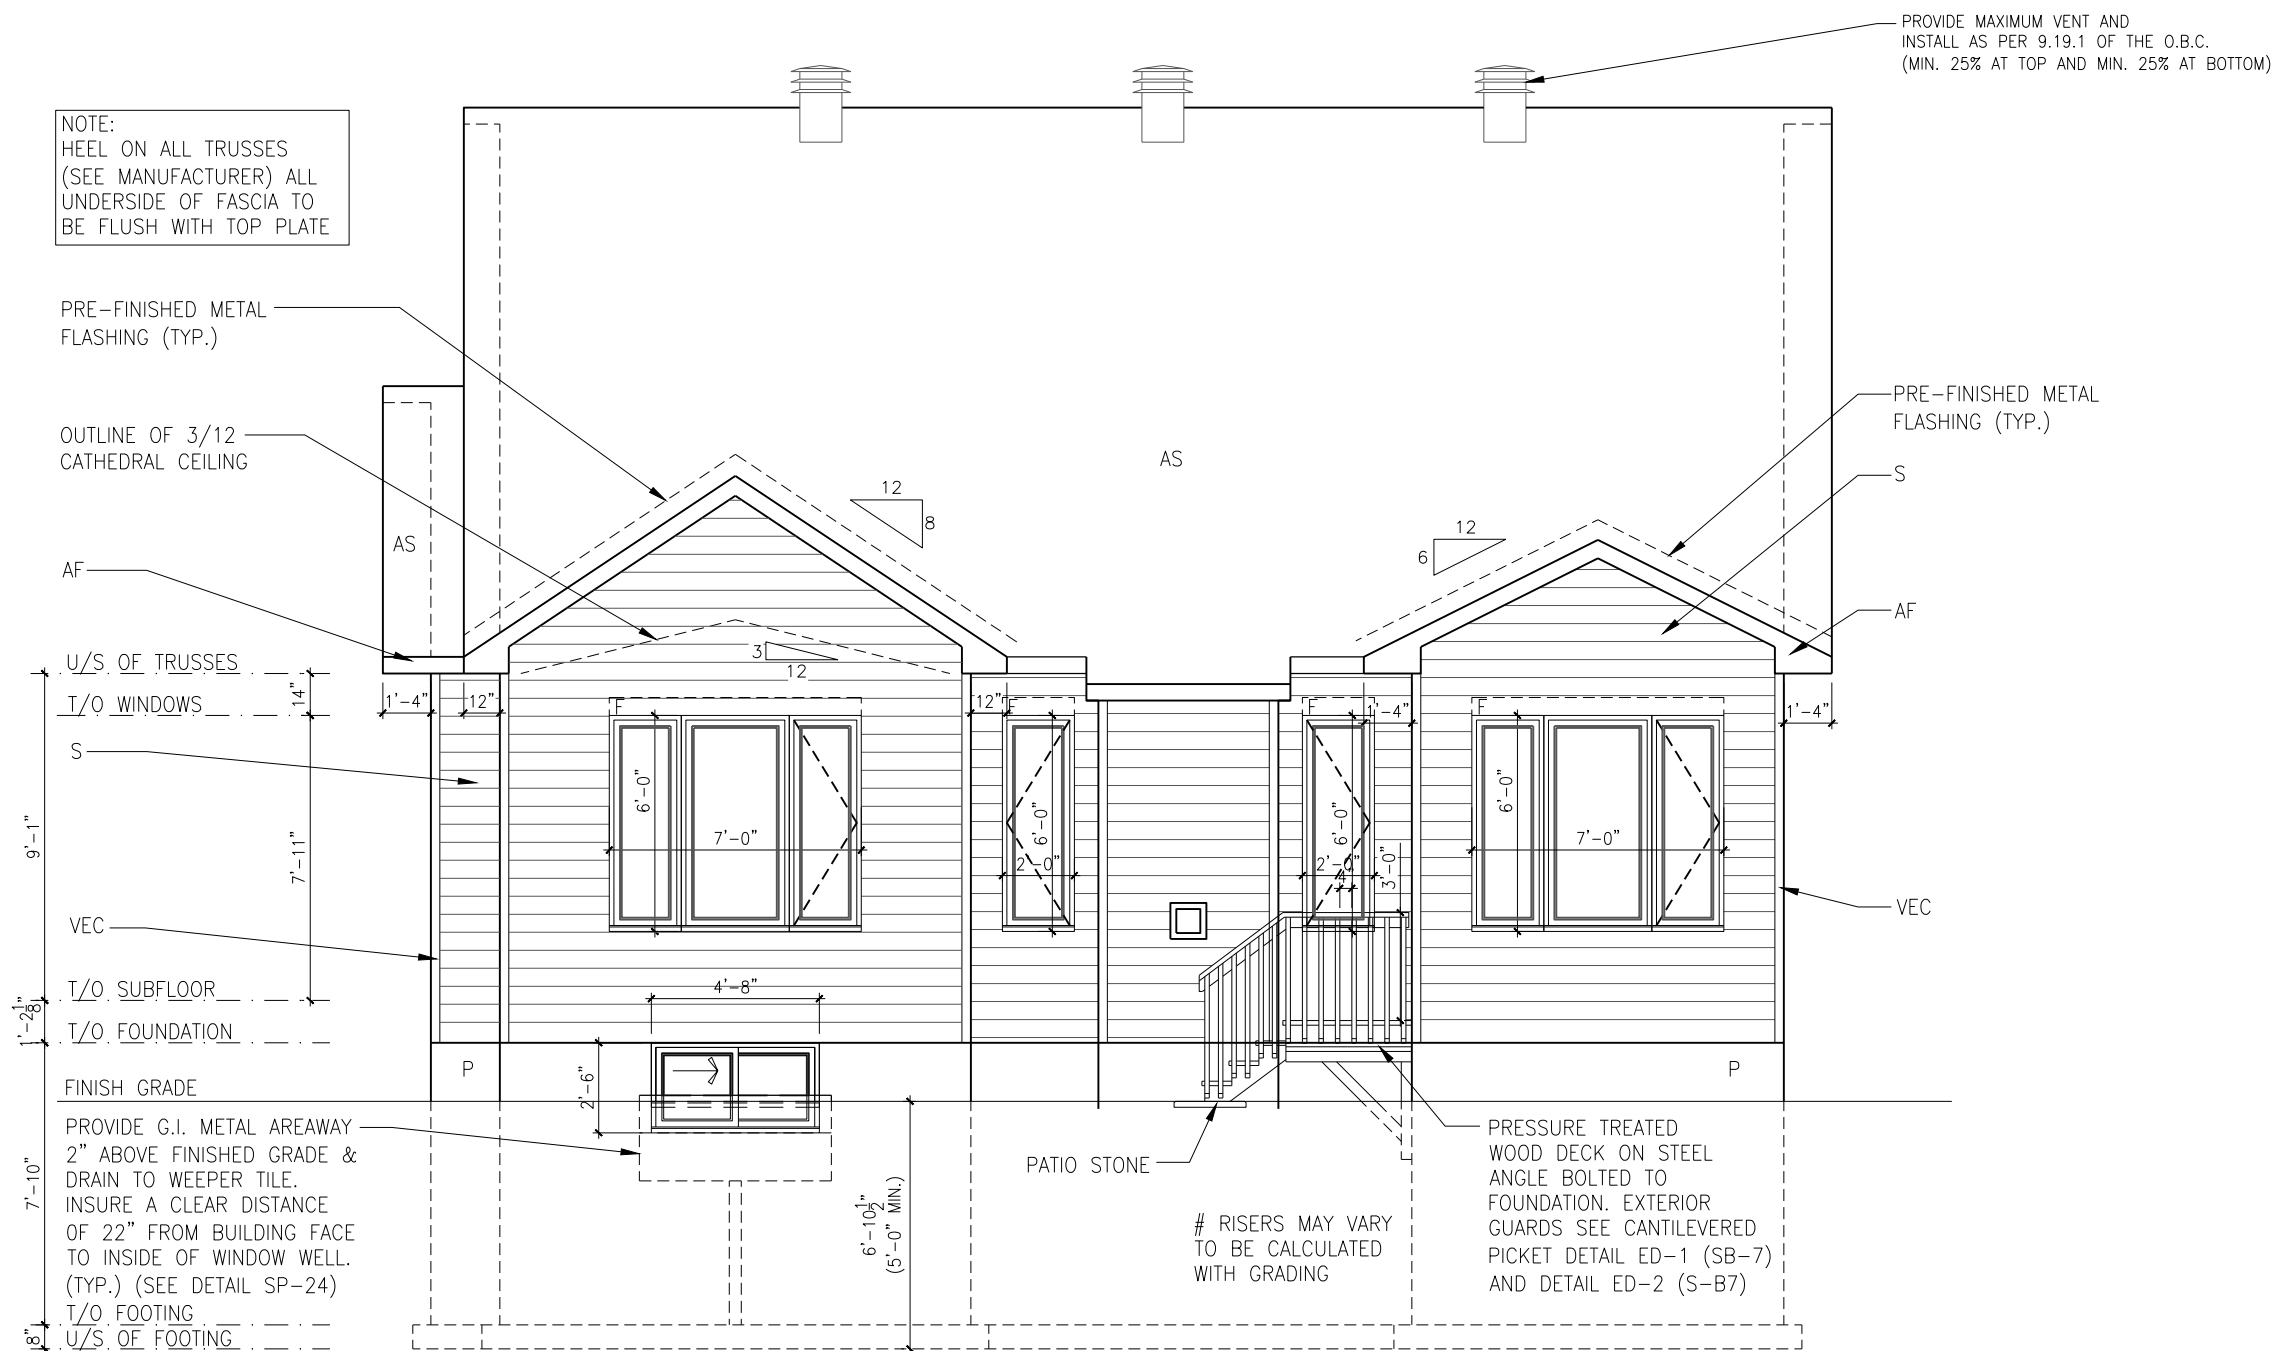 PROVIDE MAXIMUM VENT AND
INSTALL AS PER 9.19.1 OF THE O.B.C.
(MIN. 25% AT TOP AND MIN. 25% AT BOTTOM)
NOTE:
HEEL ON ALL TRUSSES
(SEE MANUFACTURER) ALL
UNDERSIDE OF FASCIA TO
BE FLUSH WITH TOP PLATE
PRE-FINISHED METAL
FLASHING (TYP.)
OUTLINE OF 3/12
CATHEDRAL CEILING
PRE-FINISHED METAL
FLASHING (TYP.)
S
AS
AS
12
8
12
6
AF
AF
3
12
U/S OF TRUSSES
T/O WINDOWS
14"
1'-4"
12"
F
12"
F
F
1'-4"
F
1'-4"
S
9'-1"
7'-11"
6'-0"
7'-0"
6'-0"
2'-0"
6'-0"
2'-0"
4"
3'-0"
6'-0"
7'-0"
VEC
VEC
T/O SUBFLOOR
4'-8"
1'-2 1/8"
T/O FOUNDATION
P
P
2'-6"
FINISH GRADE
PROVIDE G.I. METAL AREAWAY
2" ABOVE FINISHED GRADE &
DRAIN TO WEEPER TILE.
INSURE A CLEAR DISTANCE
OF 22" FROM BUILDING FACE
TO INSIDE OF WINDOW WELL.
(TYP.) (SEE DETAIL SP-24)
7'-10"
T/O FOOTING
U/S OF FOOTING
8"
6'-10 1/2"
(5'-0" MIN.)
PATIO STONE
# RISERS MAY VARY
TO BE CALCULATED
WITH GRADING
PRESSURE TREATED
WOOD DECK ON STEEL
ANGLE BOLTED TO
FOUNDATION. EXTERIOR
GUARDS SEE CANTILEVERED
PICKET DETAIL ED-1 (SB-7)
AND DETAIL ED-2 (S-B7)